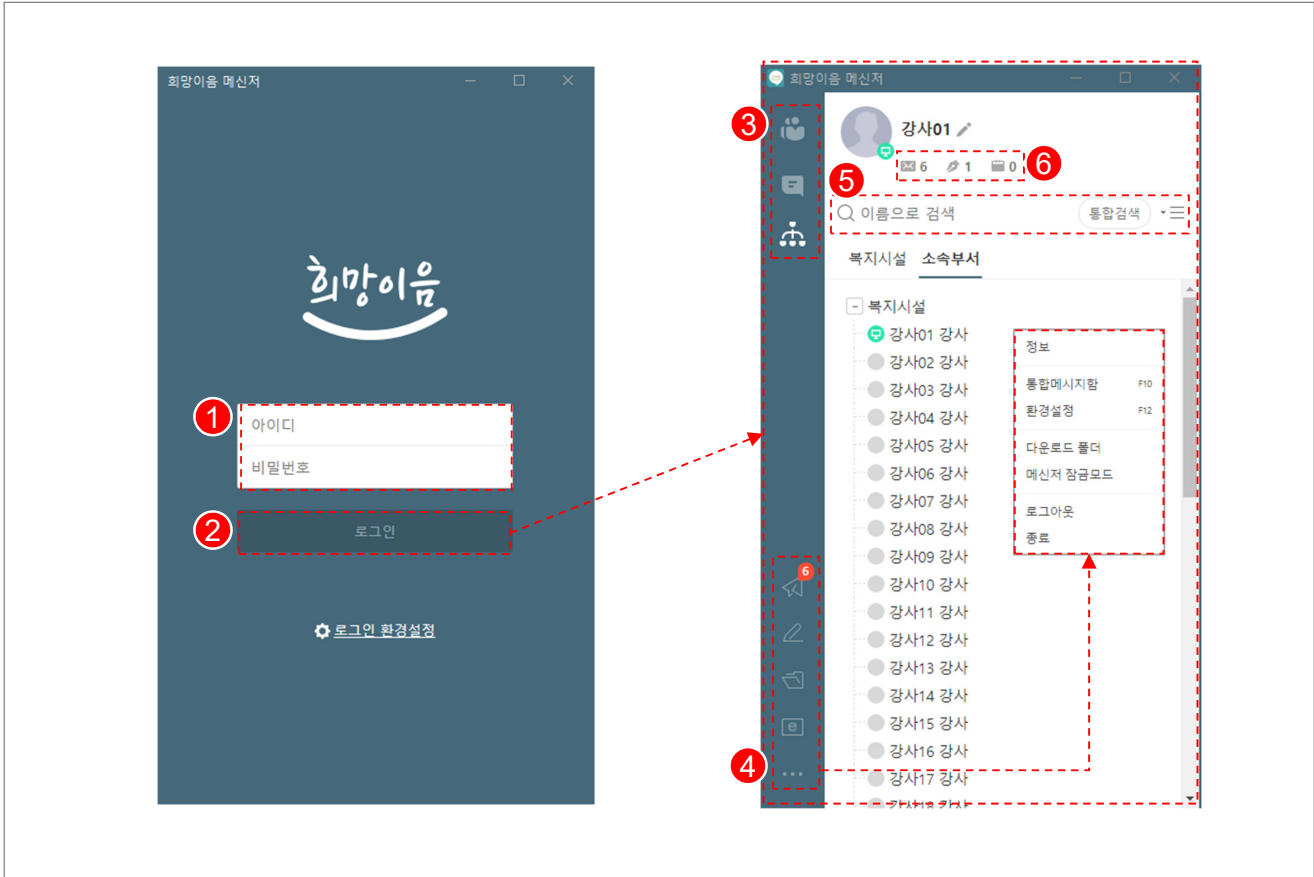 희망이음 메신저
희망이음
1
아이디
비밀번호
2
로그인
로그인 환경설정
희망이음 메신저
3
강사01
6 1 0
6
5
이름으로 검색 통합검색
복지시설 소속부서
복지시설
강사01 강사
강사02 강사
강사03 강사
강사04 강사
강사05 강사
강사06 강사
강사07 강사
강사08 강사
강사09 강사
강사10 강사
강사11 강사
강사12 강사
강사13 강사
강사14 강사
강사15 강사
강사16 강사
강사17 강사
강사18 강사
정보
통합메시지함 F10
환경설정 F12
다운로드 폴더
메신저 잠금모드
로그아웃
종료
6
e
4